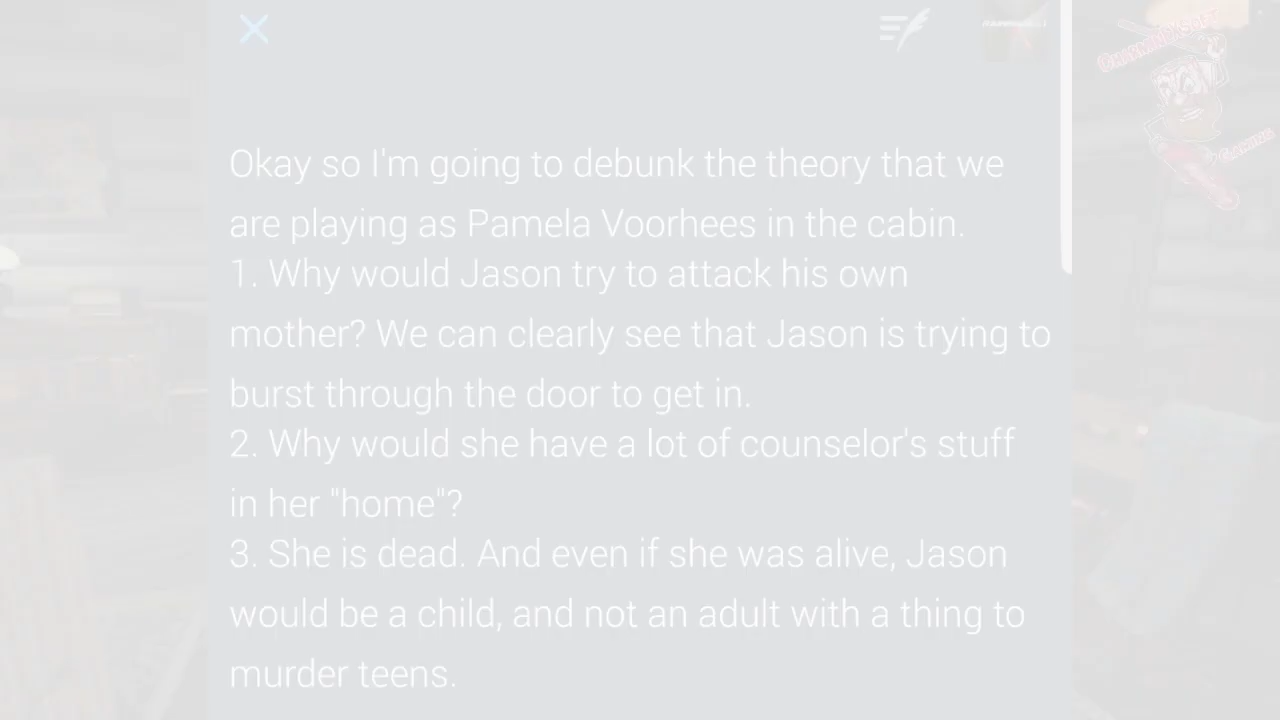 Okay so I'm going to debunk the theory that we
are playing as Pamela Voorhees in the cabin.
1. Why would Jason try to attack his own
mother? We can clearly see that Jason is trying to
burst through the door to get in.
2. Why would she have a lot of counselor's stuff
in her "home"?
3. She is dead. And even if she was alive, Jason
would be a child, and not an adult with a thing to
murder teens.